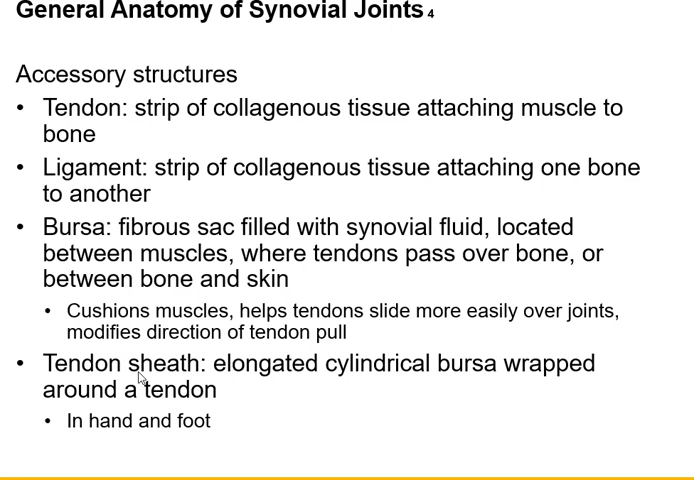 General Anatomy of Synovial Joints 4
Accessory structures
• Tendon: strip of collagenous tissue attaching muscle to
bone
• Ligament: strip of collagenous tissue attaching one bone
to another
• Bursa: fibrous sac filled with synovial fluid, located
between muscles, where tendons pass over bone, or
between bone and skin
• Cushions muscles, helps tendons slide more easily over joints,
modifies direction of tendon pull
• Tendon sheath: elongated cylindrical bursa wrapped
around a tendon
• In hand and foot